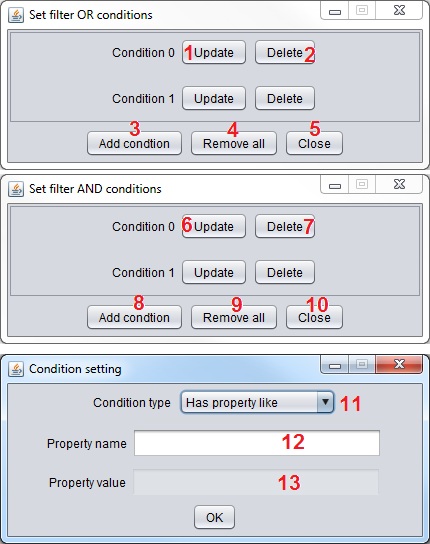 Set filter OR conditions
Condition 0 1 Update Delete 2
Condition 1 Update Delete
3 4 5
Add condtion Remove all Close
Set filter AND conditions
Condition 0 6 Update Delete 7
Condition 1 Update Delete
8 9 10
Add condtion Remove all Close
Condition setting
Condition type Has property like 11
Property name 12
Property value 13
OK